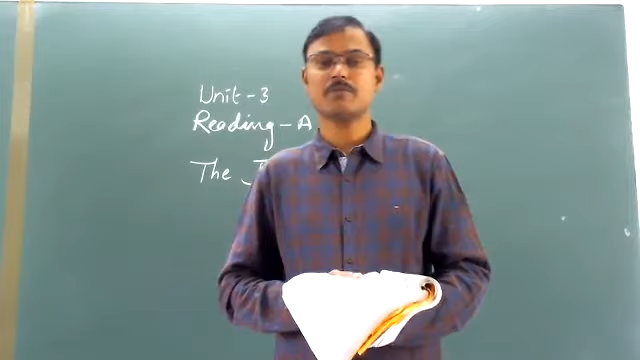 Unit - 3
Reading - A
The